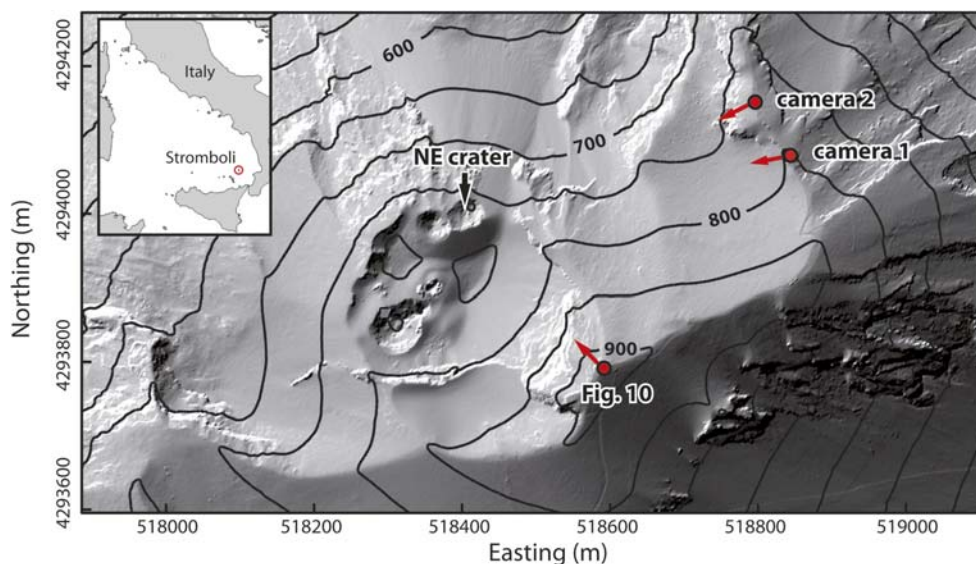 Italy
Stromboli
600
700
800
900
NE crater
camera 2
camera 1
Fig. 10
4294200
4294000
4293800
4293600
Northing (m)
518000
518200
518400
518600
518800
519000
Easting (m)